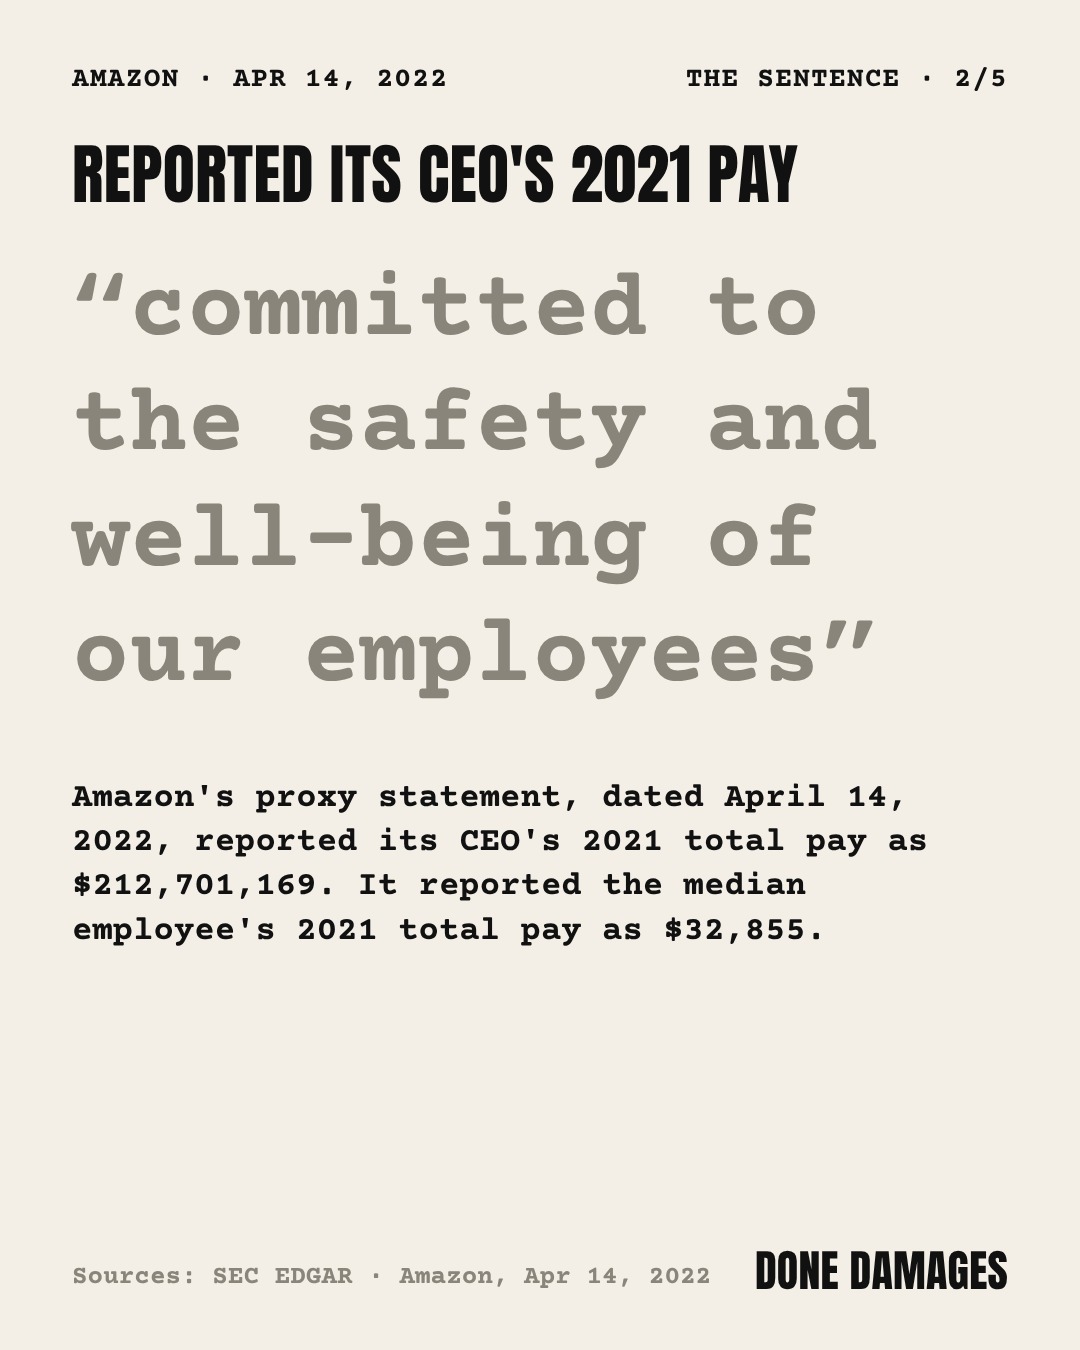 AMAZON · APR 14, 2022
THE SENTENCE · 2/5
REPORTED ITS CEO'S 2021 PAY
“committed to
the safety and
well-being of
our employees”
Amazon's proxy statement, dated April 14,
2022, reported its CEO's 2021 total pay as
$212,701,169. It reported the median
employee's 2021 total pay as $32,855.
Sources: SEC EDGAR · Amazon, Apr 14, 2022
DONE DAMAGES